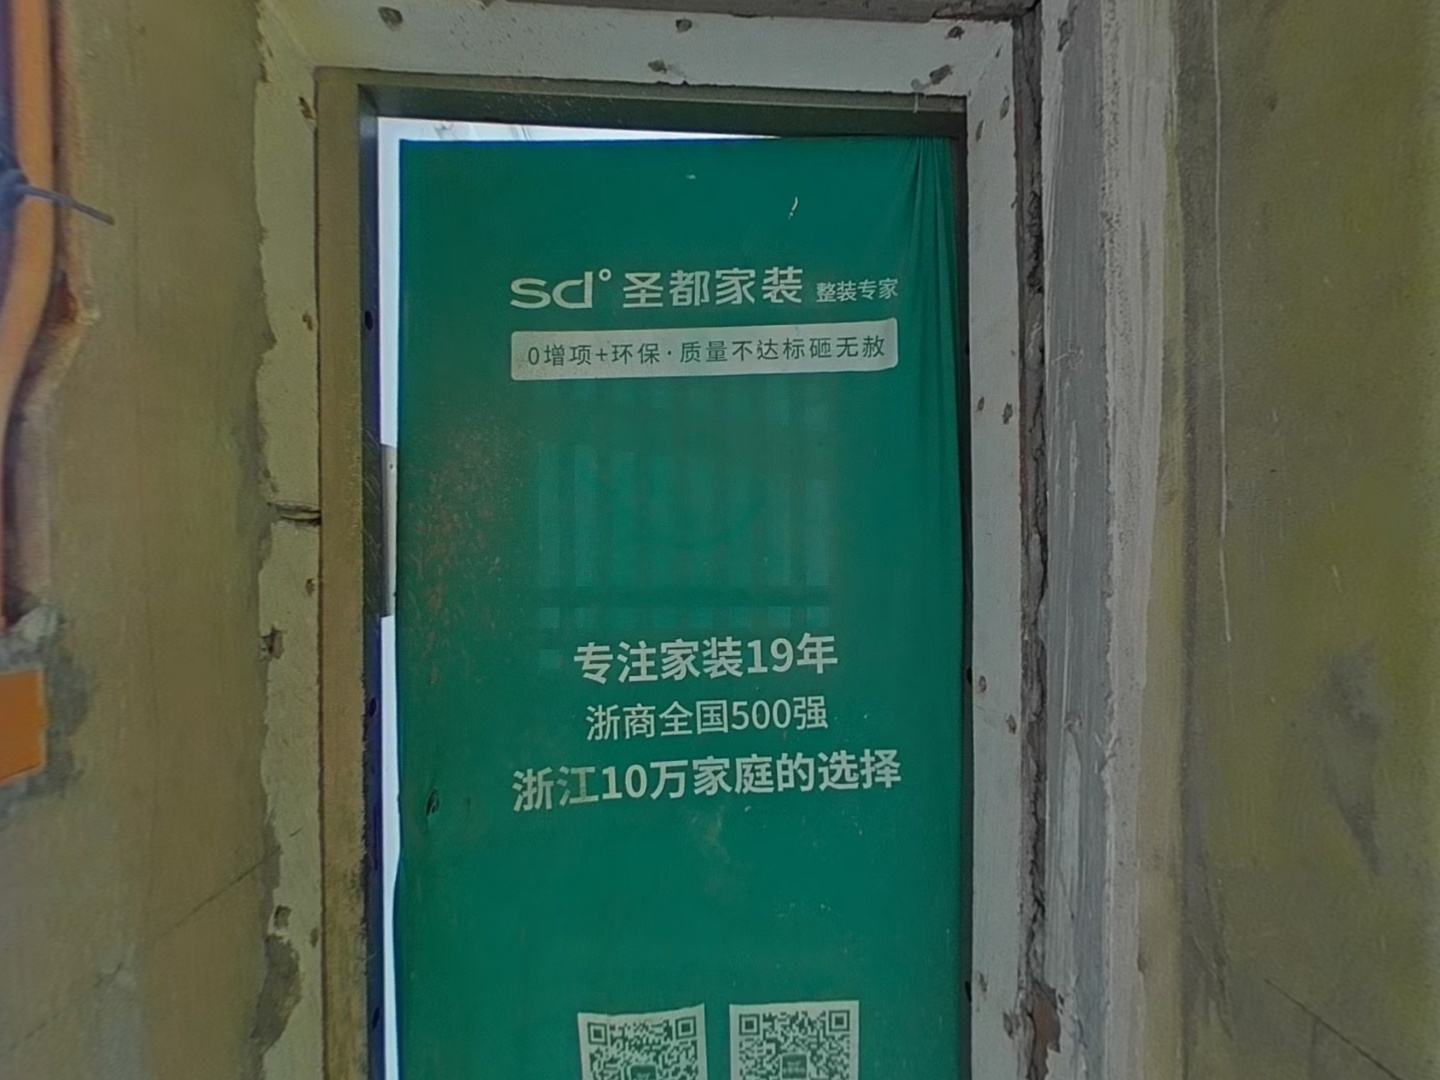 sd° 圣都家装 整装专家
0增项+环保·质量不达标砸无赦
专注家装19年
浙商全国500强
浙江10万家庭的选择